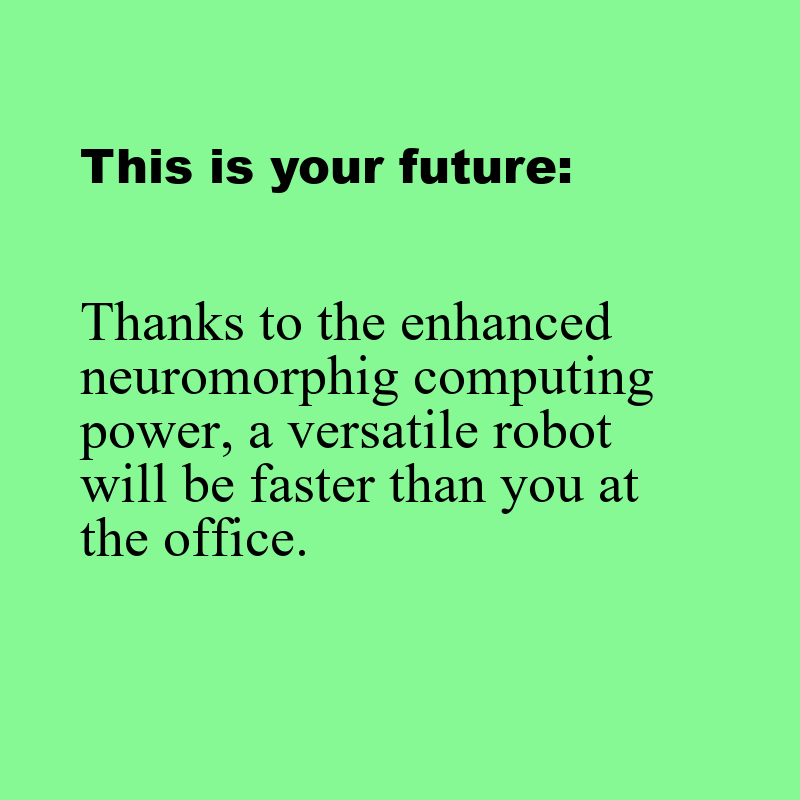 This is your future:
Thanks to the enhanced
neuromorphig computing
power, a versatile robot
will be faster than you at
the office.